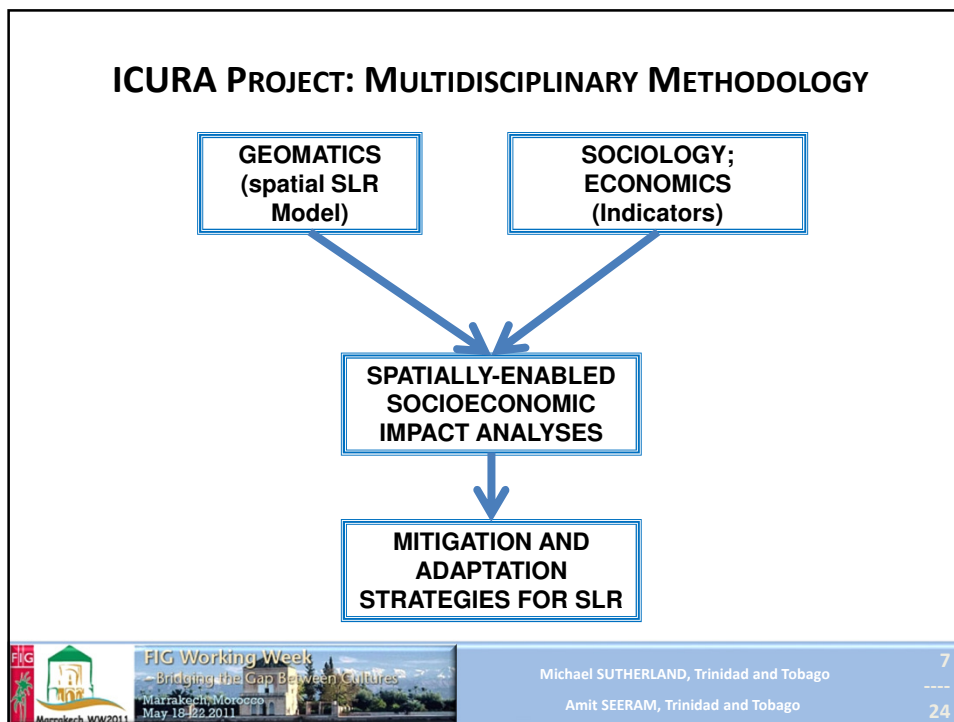 ICURA PROJECT: MULTIDISCIPLINARY METHODOLOGY
GEOMATICS
(spatial SLR
Model)
SOCIOLOGY;
ECONOMICS
(Indicators)
SPATIALLY-ENABLED
SOCIOECONOMIC
IMPACT ANALYSES
MITIGATION AND
ADAPTATION
STRATEGIES FOR SLR
FIG
Marrakech WW2011
FIG Working Week
Bridging the Gap Between Cultures
Marrakech, Morocco
May 18-22, 2011
Michael SUTHERLAND, Trinidad and Tobago
Amit SEERAM, Trinidad and Tobago
7
----
24